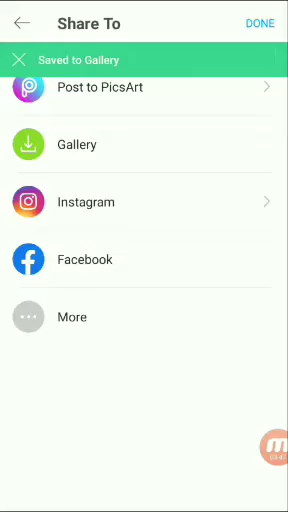 Share To
DONE
Saved to Gallery
Post to PicsArt
Gallery
Instagram
Facebook
More